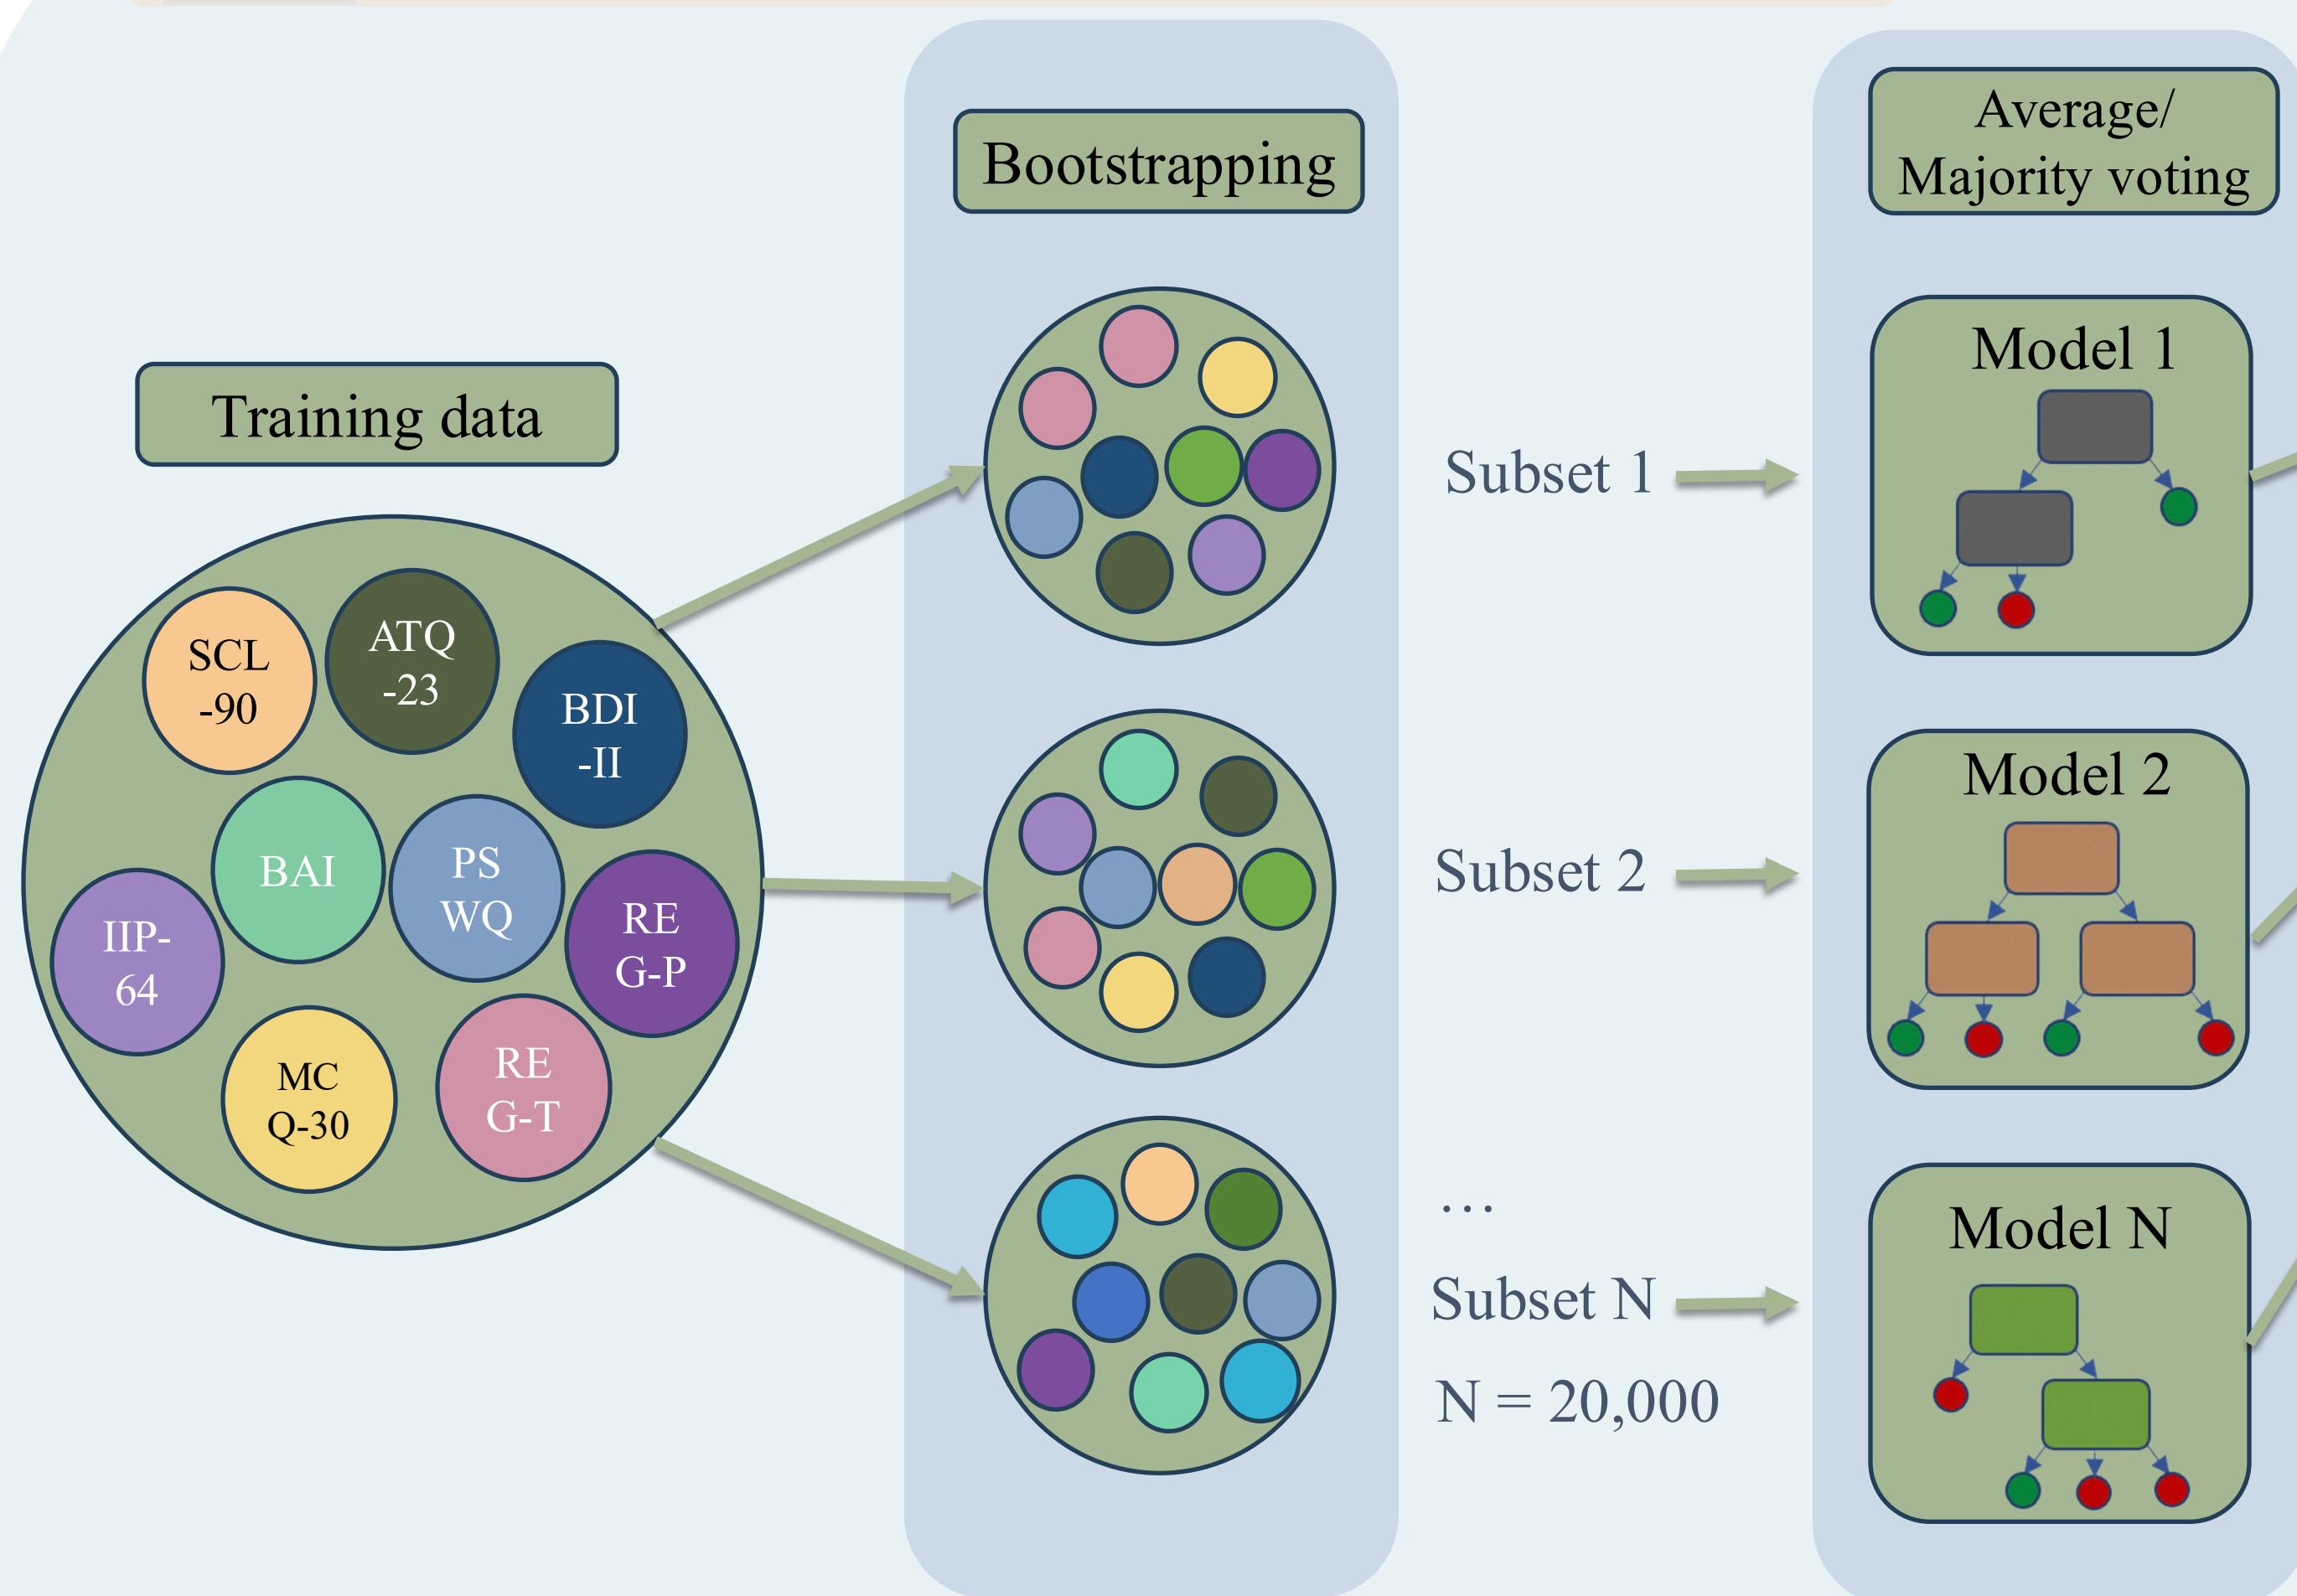 Training data
SCL
-90
ATQ
-23
BDI
-II
BAI
PS
WQ
IIP-
64
RE
G-P
MC
Q-30
RE
G-T
Bootstrapping
Subset 1
Subset 2
...
Subset N
N = 20,000
Average/
Majority voting
Model 1
Model 2
Model N